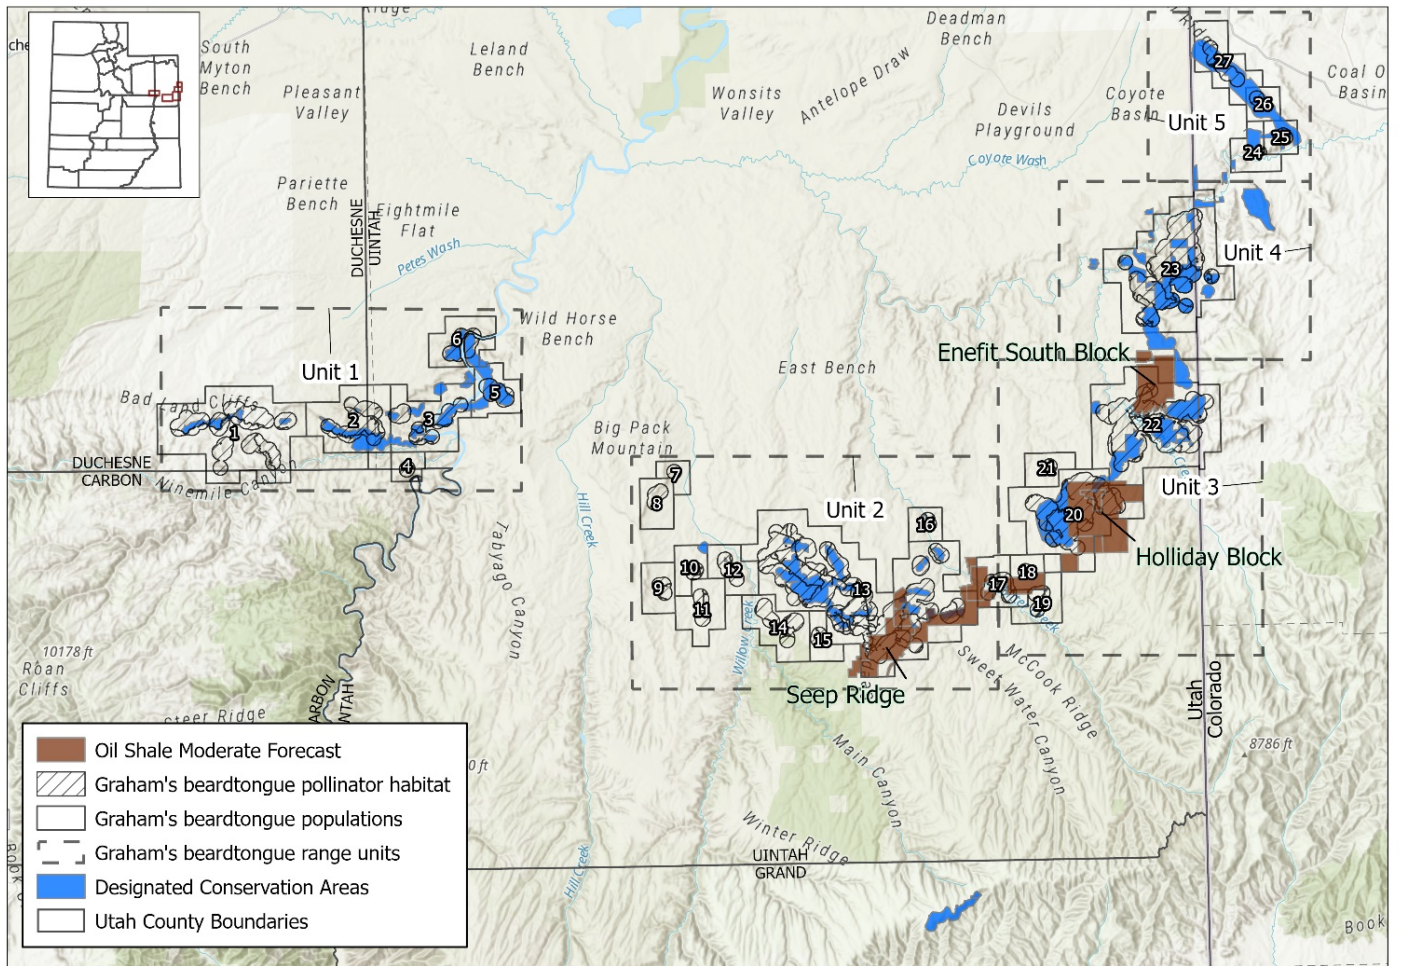 Ridge
Deadman
Bench
South
Myton
Bench
Leland
Bench
Pleasant
Valley
Wonsits
Valley
Antelope Draw
Coyote
Basin
Devils
Playground
Coyote Wash
27
26
25
24
Unit 5
Pariette
Bench
Eightmile
Flat
DUCHESNE
UINTAH
Petes Wash
23
Unit 4
Wild Horse
Bench
Unit 1
6
5
Enefit South Block
East Bench
Bad Land Cliffs
1
2
3
4
22
Big Pack
Mountain
DUCHESNE
CARBON
Ninemile Canyon
7
8
21
Unit 3
Unit 2
20
16
Hill Creek
Tabyago Canyon
Holliday Block
9
10
11
12
13
14
15
17
18
19
Willow Creek
10178 ft
Roan
Cliffs
Seep Ridge
Sweet Water Canyon
McCook Ridge
Utah
Colorado
8786 ft
Main Canyon
Winter Ridge
UINTAH
GRAND
Hill Creek
Book
Oil Shale Moderate Forecast
Graham's beardtongue pollinator habitat
Graham's beardtongue populations
Graham's beardtongue range units
Designated Conservation Areas
Utah County Boundaries